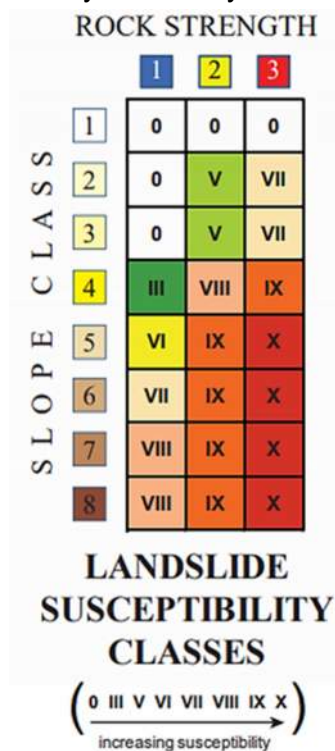 ROCK STRENGTH
1 2 3
SLOPE CLASS
1 0 0 0
2 0 V VII
3 0 V VII
4 III VIII IX
5 VI IX X
6 VII IX X
7 VIII IX X
8 VIII IX X
LANDSLIDE
SUSCEPTIBILITY
CLASSES
(0 III V VI VII VIII IX X)
increasing susceptibility